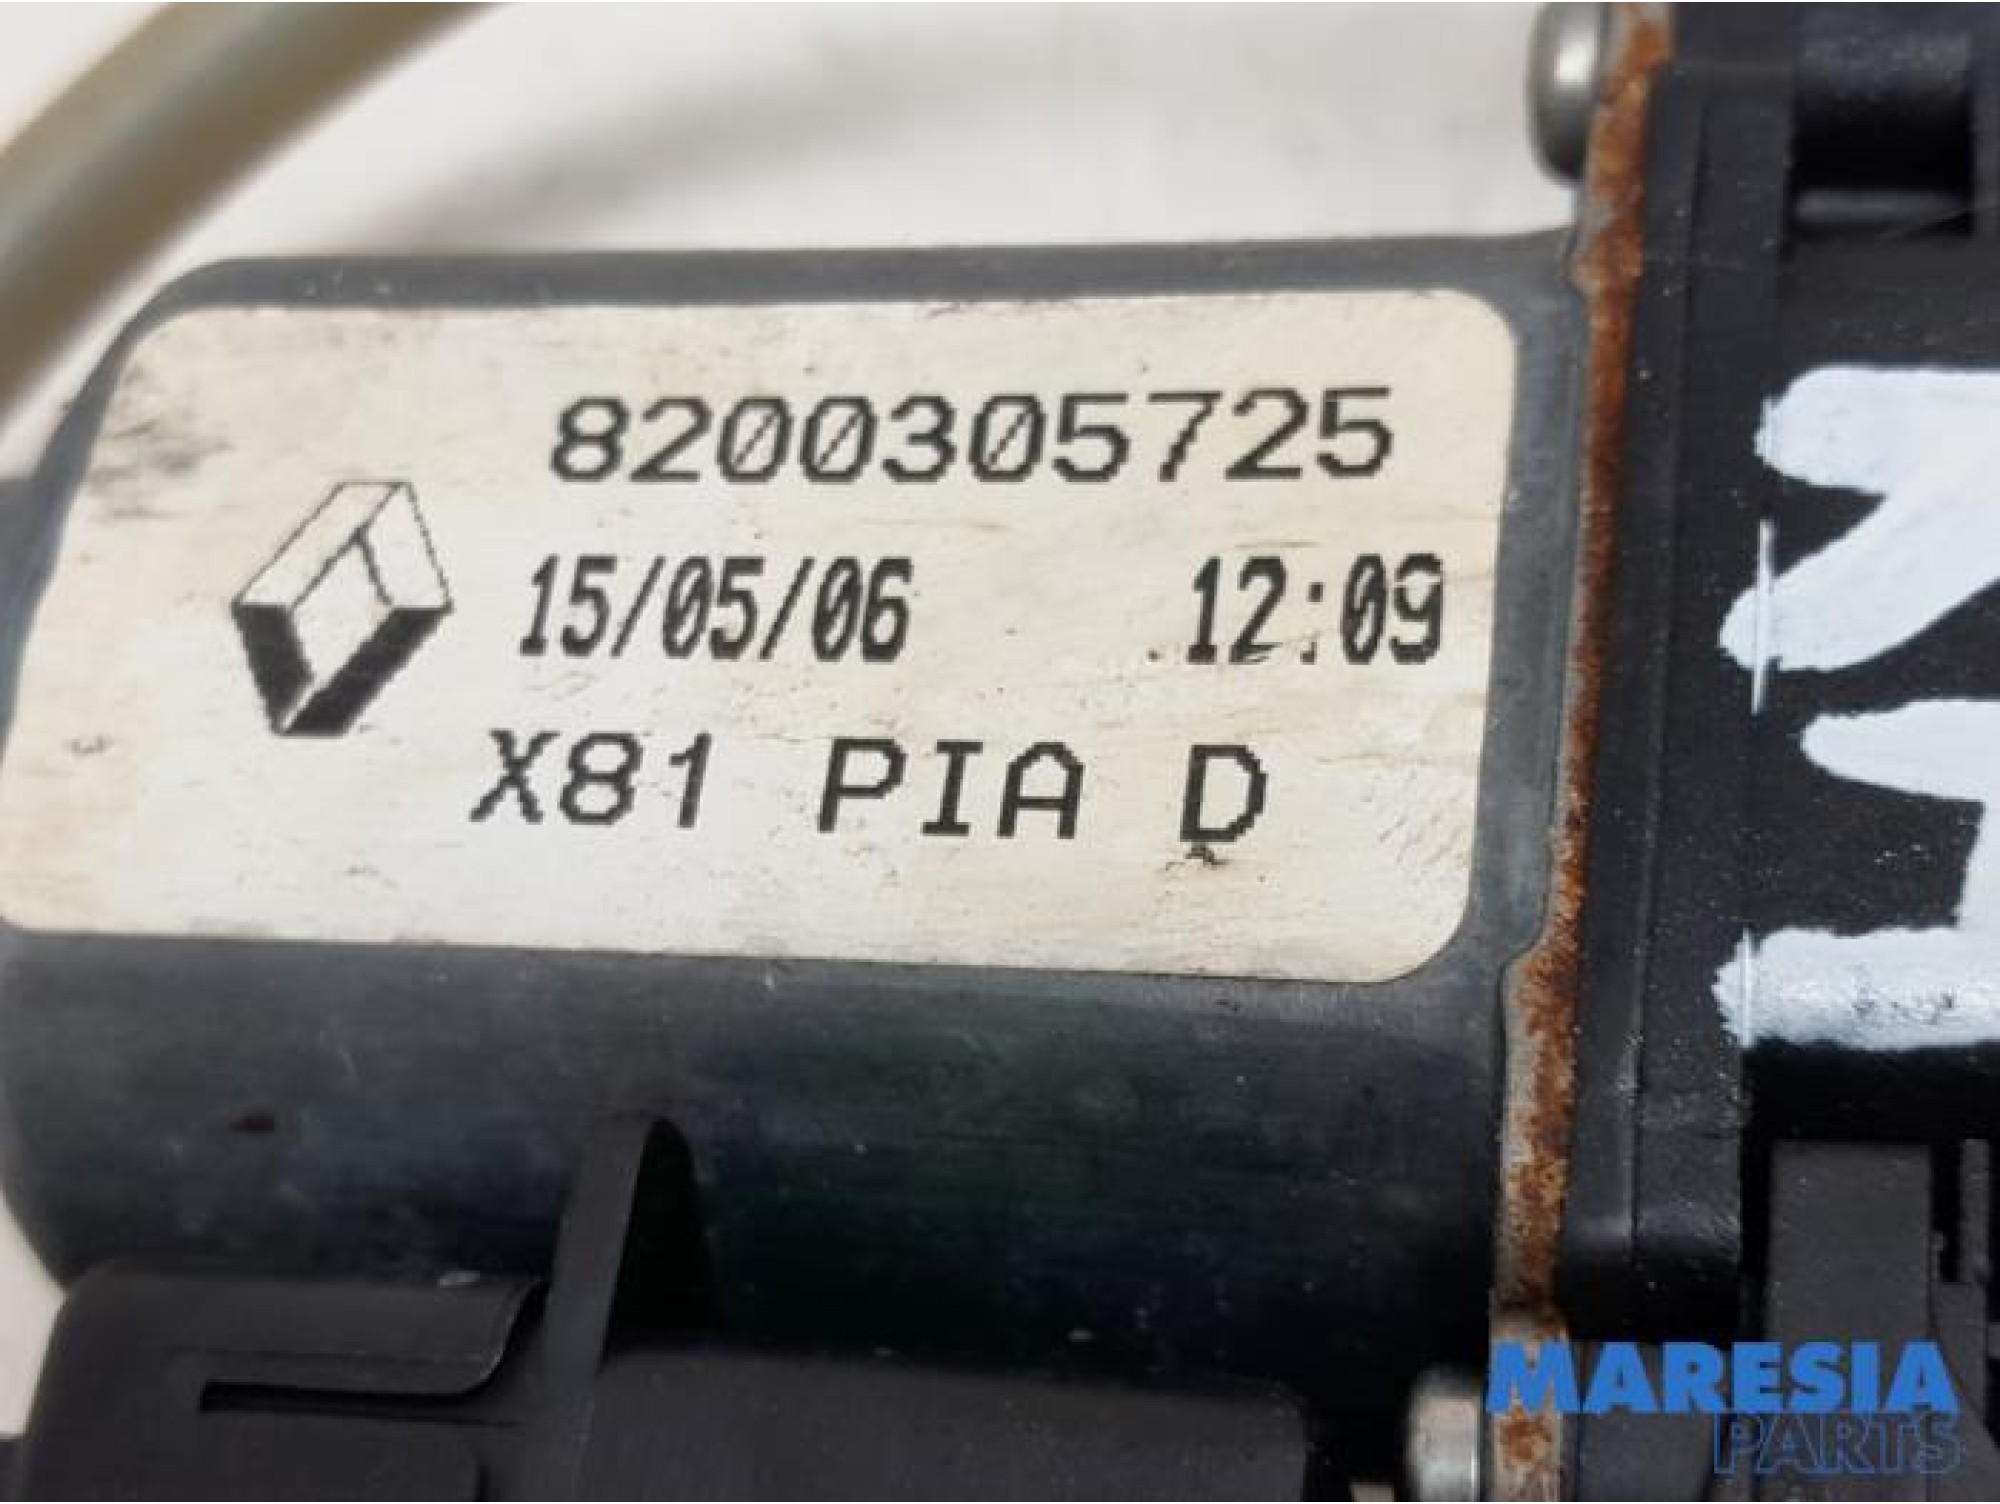 8200305725
15/05/06 12:09
X81 PIA D
MARESIA
PARTS